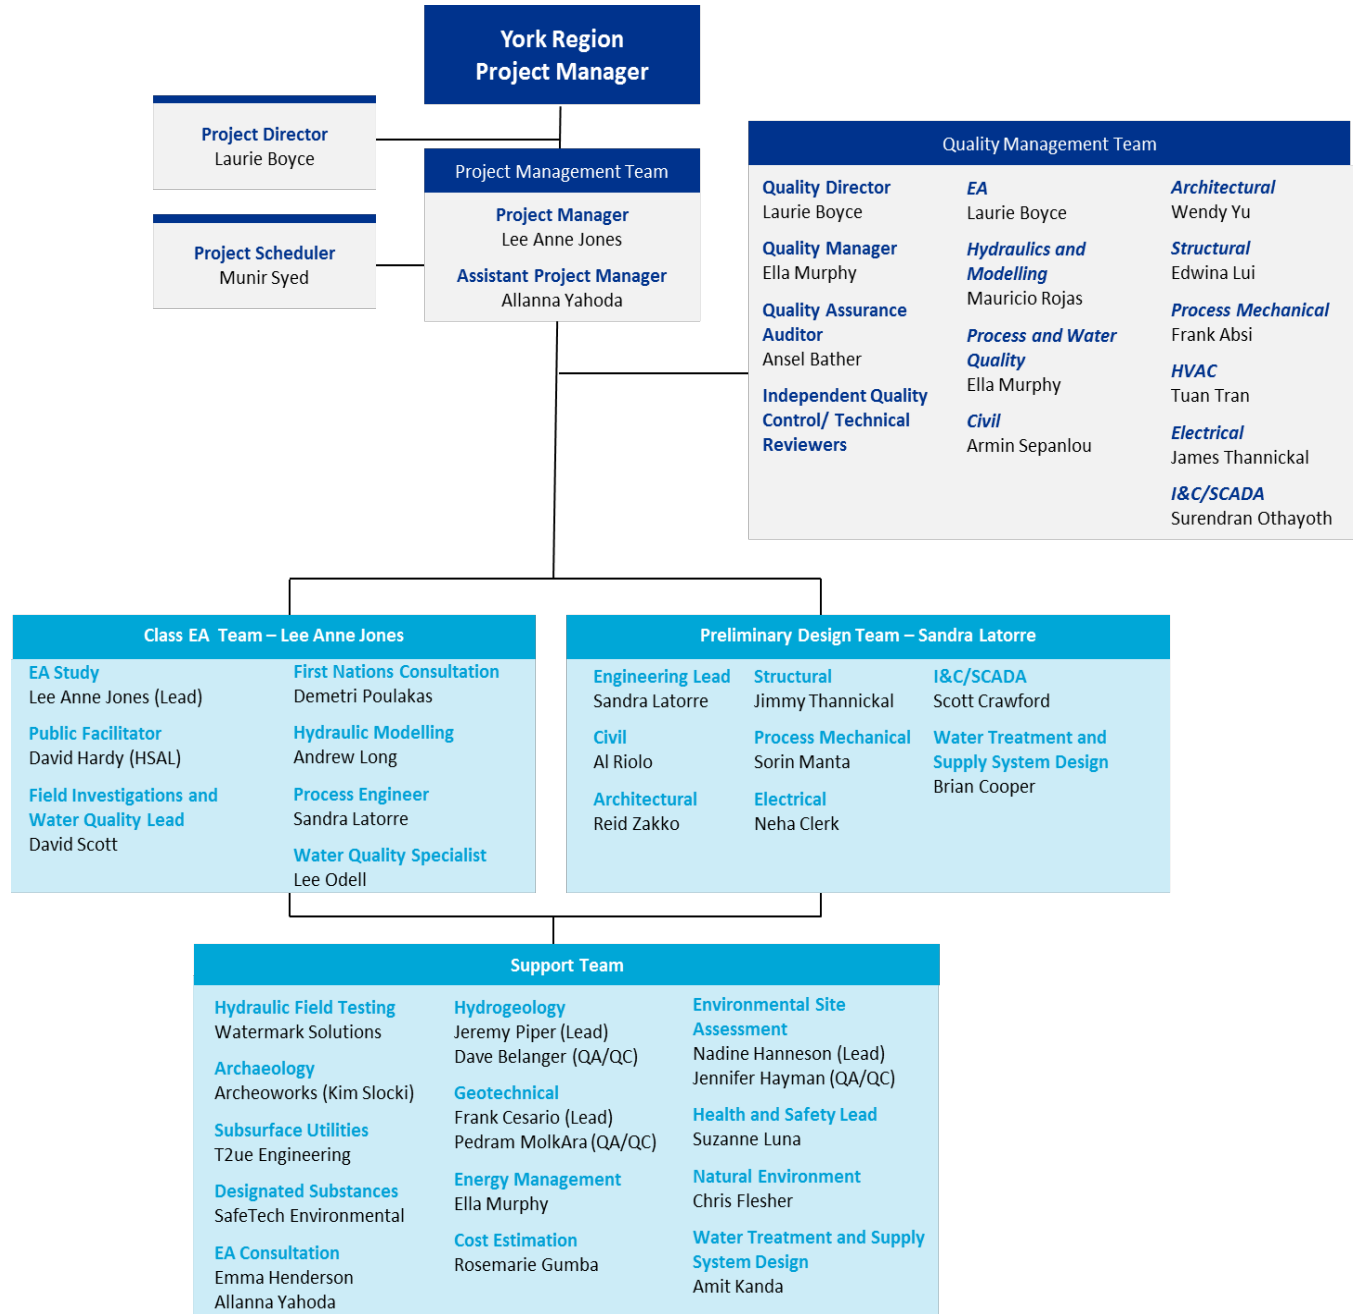 York Region
Project Manager
Project Director
Laurie Boyce
Project Scheduler
Munir Syed
Project Management Team
Project Manager
Lee Anne Jones
Assistant Project Manager
Allanna Yahoda
Quality Management Team
Quality Director
Laurie Boyce
Quality Manager
Ella Murphy
Quality Assurance
Auditor
Ansel Bather
Independent Quality
Control/ Technical
Reviewers
EA
Laurie Boyce
Hydraulics and
Modelling
Mauricio Rojas
Process and Water
Quality
Ella Murphy
Civil
Armin Sepanlou
Architectural
Wendy Yu
Structural
Edwina Lui
Process Mechanical
Frank Absi
HVAC
Tuan Tran
Electrical
James Thannickal
I&C/SCADA
Surendran Othayoth
Class EA Team – Lee Anne Jones
EA Study
Lee Anne Jones (Lead)
Public Facilitator
David Hardy (HSAL)
Field Investigations and
Water Quality Lead
David Scott
First Nations Consultation
Demetri Poulakas
Hydraulic Modelling
Andrew Long
Process Engineer
Sandra Latorre
Water Quality Specialist
Lee Odell
Preliminary Design Team – Sandra Latorre
Engineering Lead
Sandra Latorre
Civil
Al Riolo
Architectural
Reid Zakko
Structural
Jimmy Thannickal
Process Mechanical
Sorin Manta
Electrical
Neha Clerk
I&C/SCADA
Scott Crawford
Water Treatment and
Supply System Design
Brian Cooper
Support Team
Hydraulic Field Testing
Watermark Solutions
Archaeology
Archeoworks (Kim Slocki)
Subsurface Utilities
T2ue Engineering
Designated Substances
SafeTech Environmental
EA Consultation
Emma Henderson
Allanna Yahoda
Hydrogeology
Jeremy Piper (Lead)
Dave Belanger (QA/QC)
Geotechnical
Frank Cesario (Lead)
Pedram MolkAra (QA/QC)
Energy Management
Ella Murphy
Cost Estimation
Rosemarie Gumba
Environmental Site
Assessment
Nadine Hanneson (Lead)
Jennifer Hayman (QA/QC)
Health and Safety Lead
Suzanne Luna
Natural Environment
Chris Flesher
Water Treatment and Supply
System Design
Amit Kanda